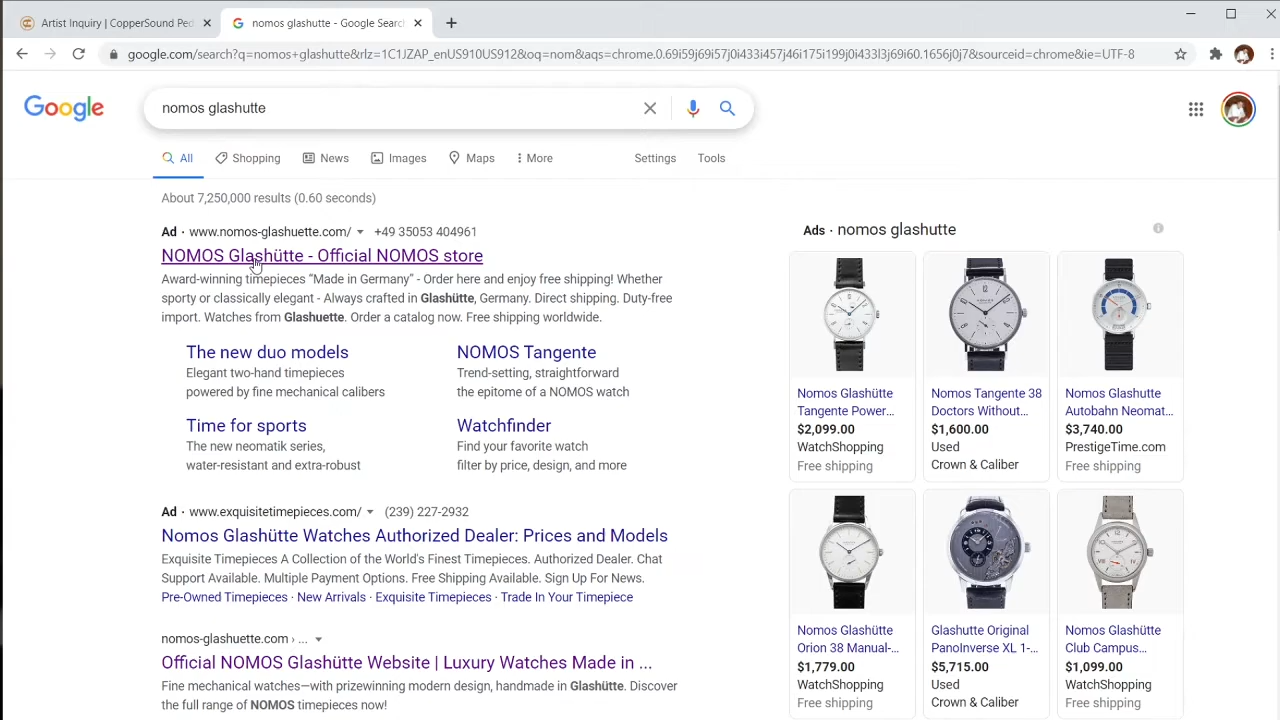 Artist Inquiry | CopperSound Ped
nomos glashutte - Google Searc
google.com/search?q=nomos+glashutte&rlz=1C1JZAP_enUS910US912&oq=nom&aqs=chrome.0.69i59j69i57j0i433i457j46i175i199j0i433l3j69i60.1656j0j7&sourceid=chrome&ie=UTF-8
Google
nomos glashutte
All
Shopping
News
Images
Maps
More
Settings
Tools
About 7,250,000 results (0.60 seconds)
Ad · www.nomos-glashuette.com/ +49 35053 404961
NOMOS Glashütte - Official NOMOS store
Award-winning timepieces “Made in Germany” - Order here and enjoy free shipping! Whether
sporty or classically elegant - Always crafted in Glashütte, Germany. Direct shipping. Duty-free
import. Watches from Glashuette. Order a catalog now. Free shipping worldwide.
The new duo models
Elegant two-hand timepieces
powered by fine mechanical calibers
NOMOS Tangente
Trend-setting, straightforward
the epitome of a NOMOS watch
Time for sports
The new neomatik series,
water-resistant and extra-robust
Watchfinder
Find your favorite watch
filter by price, design, and more
Ad · www.exquisitetimepieces.com/ (239) 227-2932
Nomos Glashütte Watches Authorized Dealer: Prices and Models
Exquisite Timepieces A Collection of the World's Finest Timepieces. Authorized Dealer. Chat
Support Available. Multiple Payment Options. Free Shipping Available. Sign Up For News.
Pre-Owned Timepieces · New Arrivals · Exquisite Timepieces · Trade In Your Timepiece
nomos-glashuette.com › ...
Official NOMOS Glashütte Website | Luxury Watches Made in ...
Fine mechanical watches—with prizewinning modern design, handmade in Glashütte. Discover
the full range of NOMOS timepieces now!
Ads · nomos glashutte
Nomos Glashütte
Tangente Power...
$2,099.00
WatchShopping
Free shipping
Nomos Tangente 38
Doctors Without...
$1,600.00
Used
Crown & Caliber
Nomos Glashutte
Autobahn Neomat...
$3,740.00
PrestigeTime.com
Free shipping
Nomos Glashütte
Orion 38 Manual-...
$1,779.00
WatchShopping
Free shipping
Glashutte Original
PanoInverse XL 1-...
$5,715.00
Used
Crown & Caliber
Nomos Glashütte
Club Campus...
$1,099.00
WatchShopping
Free shipping